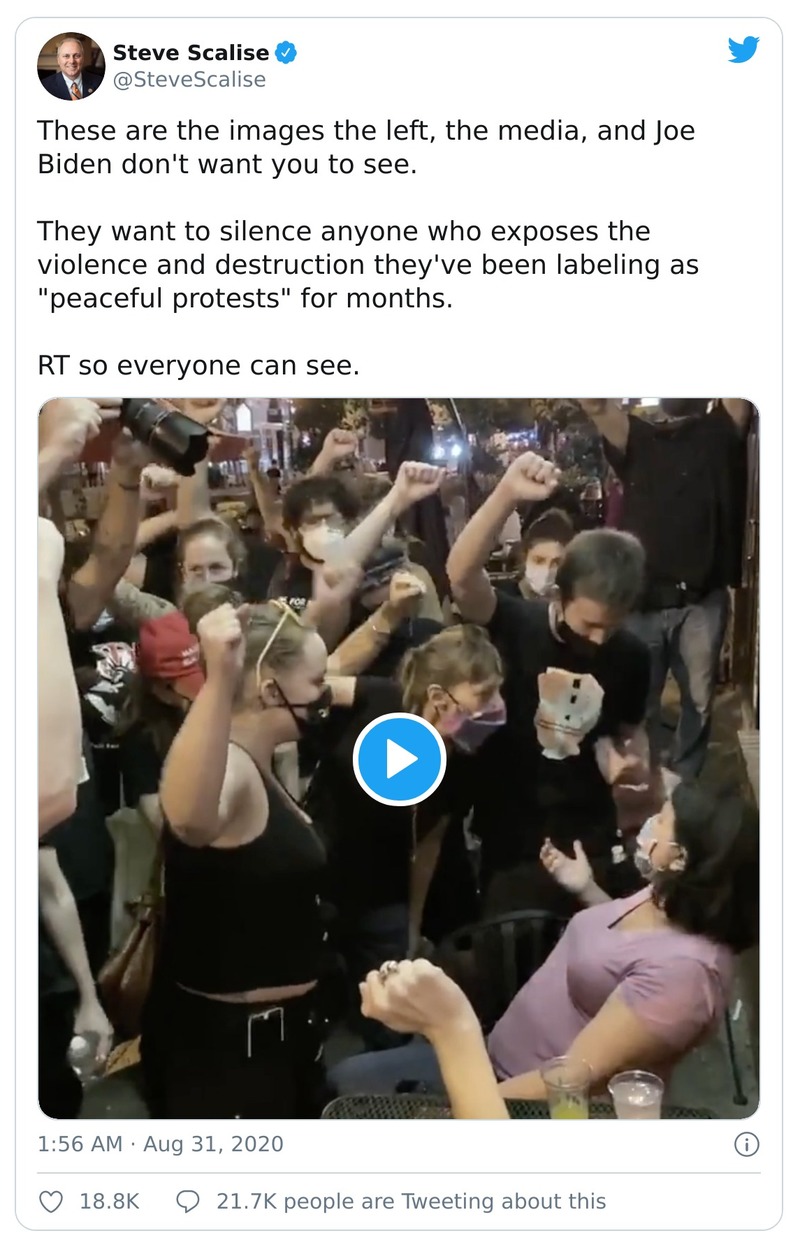 Steve Scalise
@SteveScalise
These are the images the left, the media, and Joe
Biden don't want you to see.
They want to silence anyone who exposes the
violence and destruction they've been labeling as
"peaceful protests" for months.
RT so everyone can see.
FOR
1:56 AM · Aug 31, 2020
18.8K
21.7K people are Tweeting about this